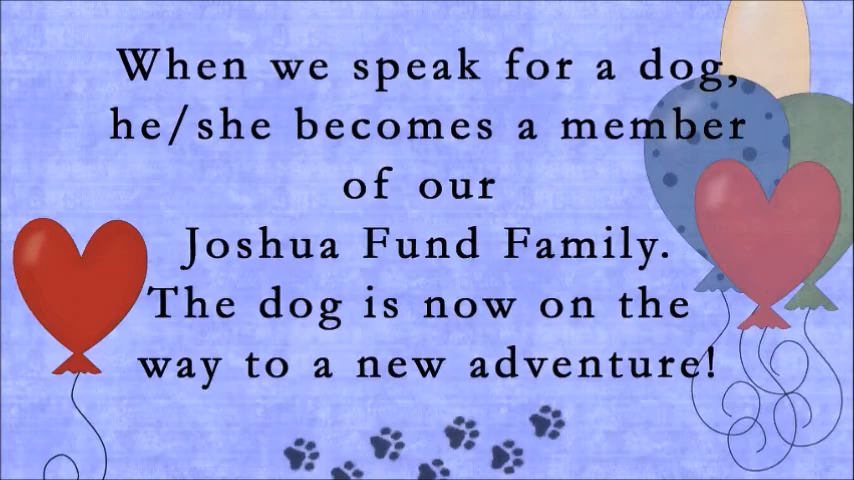 When we speak for a dog,
he/she becomes a member
of our
Joshua Fund Family.
The dog is now on the
way to a new adventure!